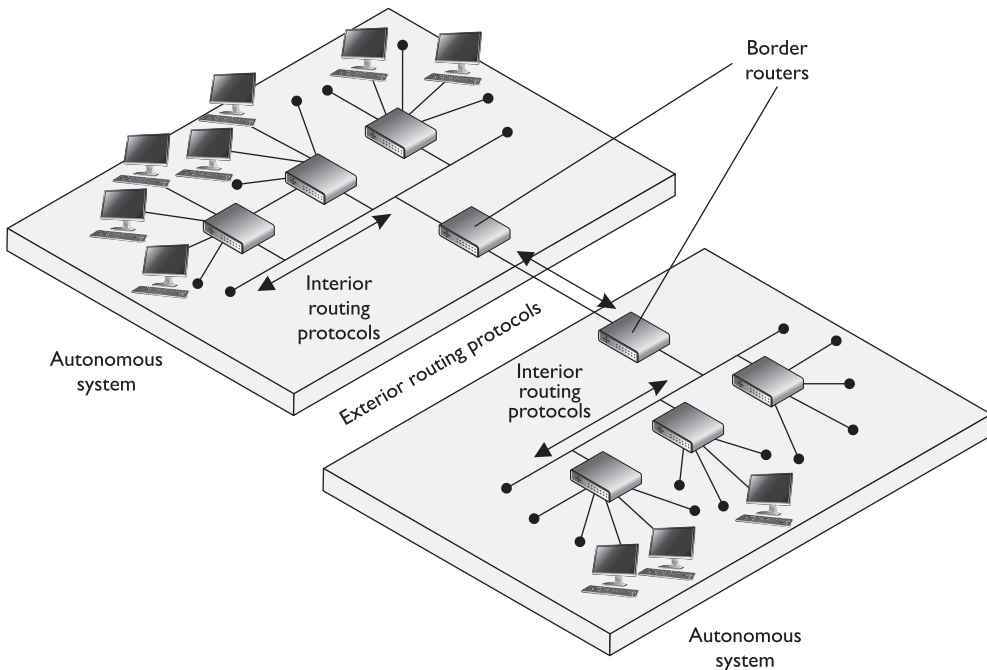 Border
routers
Interior
routing
protocols
Autonomous
system
Exterior routing protocols
Interior
routing
protocols
Autonomous
system